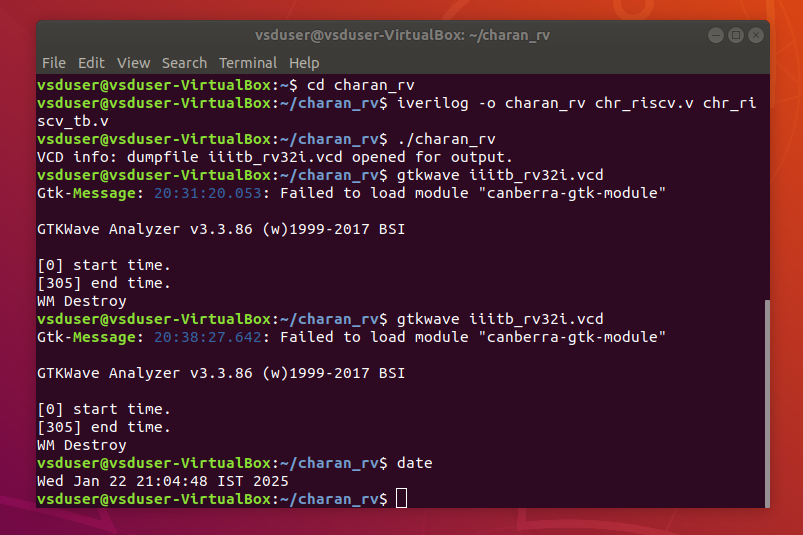 vsduser@vsduser-VirtualBox: ~/charan_rv
File Edit View Search Terminal Help
vsduser@vsduser-VirtualBox:~$ cd charan_rv
vsduser@vsduser-VirtualBox:~/charan_rv$ iverilog -o charan_rv chr_riscv.v chr_ri
scv_tb.v
vsduser@vsduser-VirtualBox:~/charan_rv$ ./charan_rv
VCD info: dumpfile iiitb_rv32i.vcd opened for output.
vsduser@vsduser-VirtualBox:~/charan_rv$ gtkwave iiitb_rv32i.vcd
Gtk-Message: 20:31:20.053: Failed to load module "canberra-gtk-module"
GTKWave Analyzer v3.3.86 (w)1999-2017 BSI
[0] start time.
[305] end time.
WM Destroy
vsduser@vsduser-VirtualBox:~/charan_rv$ gtkwave iiitb_rv32i.vcd
Gtk-Message: 20:38:27.642: Failed to load module "canberra-gtk-module"
GTKWave Analyzer v3.3.86 (w)1999-2017 BSI
[0] start time.
[305] end time.
WM Destroy
vsduser@vsduser-VirtualBox:~/charan_rv$ date
Wed Jan 22 21:04:48 IST 2025
vsduser@vsduser-VirtualBox:~/charan_rv$